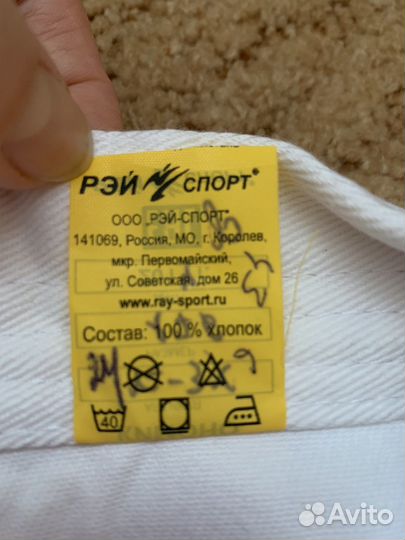 РЭЙ СПОРТ®
ООО "РЭЙ-СПОРТ"
141069, Россия, МО, г. Королев,
мкр. Первомайский,
ул. Советская, дом 26
www.ray-sport.ru
Состав: 100 % хлопок
40
Avito